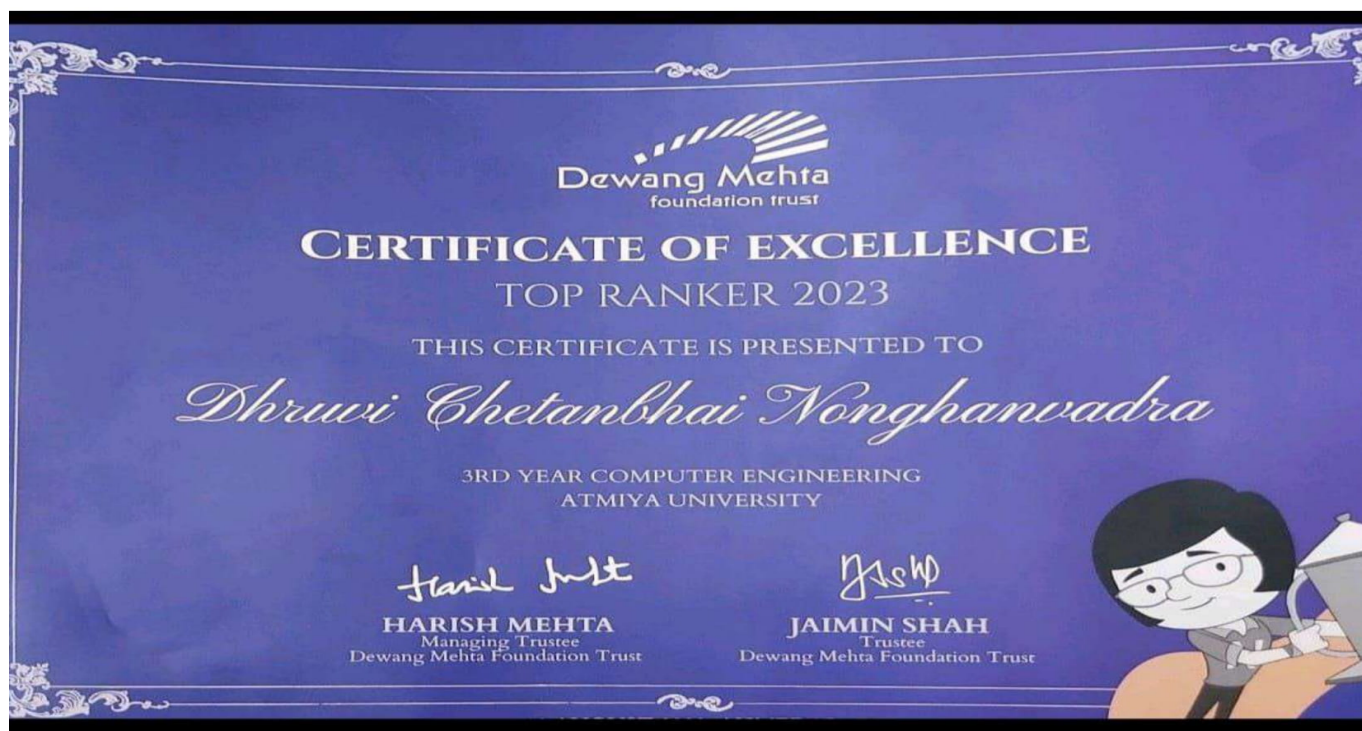 Dewang Mehta
foundation trust
CERTIFICATE OF EXCELLENCE
TOP RANKER 2023
THIS CERTIFICATE IS PRESENTED TO
Dhruvi Chetanbhai Nonghanvadra
3RD YEAR COMPUTER ENGINEERING
ATMIYA UNIVERSITY
HARISH MEHTA
Managing Trustee
Dewang Mehta Foundation Trust
JAIMIN SHAH
Trustee
Dewang Mehta Foundation Trust